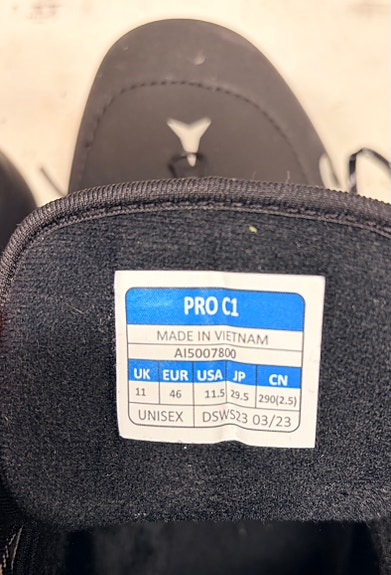 PRO C1
MADE IN VIETNAM
AI5007800
UK EUR USA JP CN
11 46 11.5 29.5 290(2.5)
UNISEX DSWS23 03/23